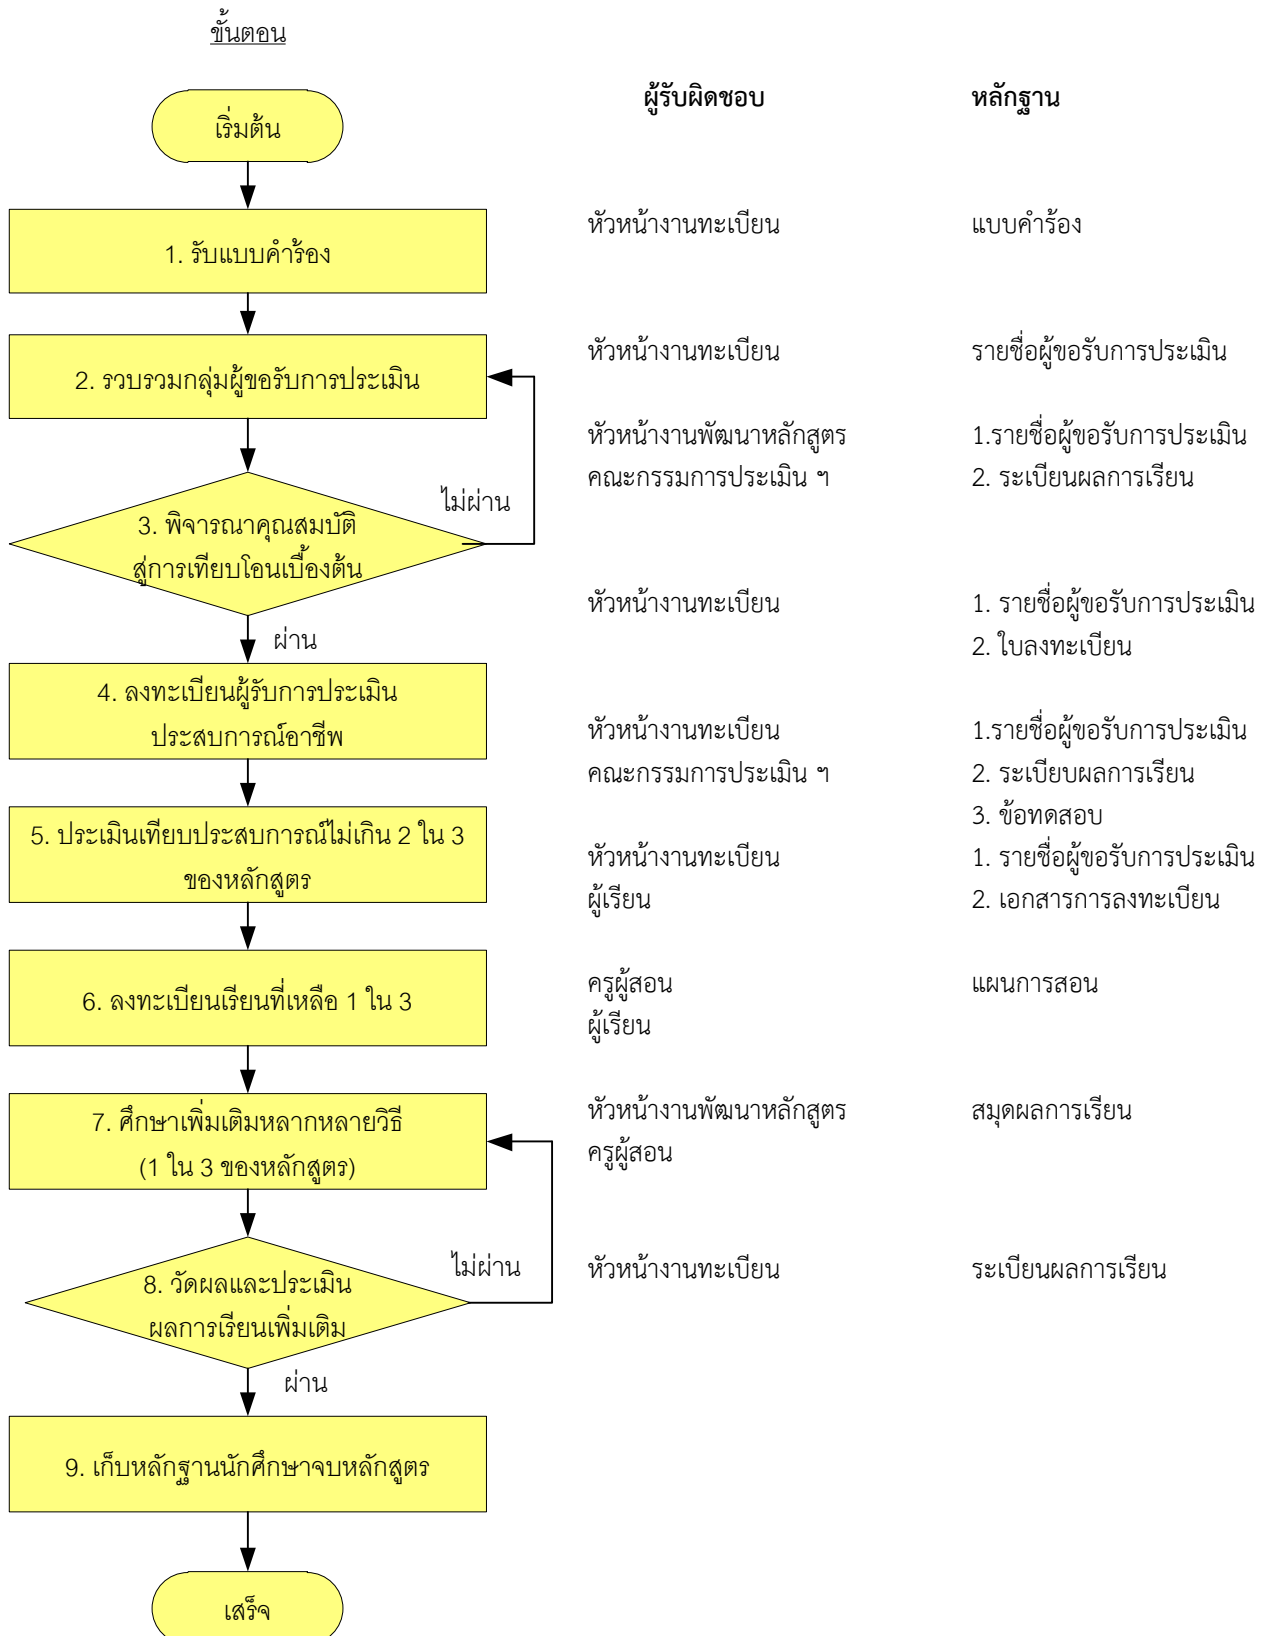 ขั้นตอน
ผู้รับผิดชอบ
หลักฐาน
เริ่มต้น
1. รับแบบคำร้อง
หัวหน้างานทะเบียน
แบบคำร้อง
2. รวบรวมกลุ่มผู้ขอรับการประเมิน
หัวหน้างานทะเบียน
รายชื่อผู้ขอรับการประเมิน
3. พิจารณาคุณสมบัติ
สู่การเทียบโอนเบื้องต้น
ไม่ผ่าน
ผ่าน
หัวหน้างานพัฒนาหลักสูตร
คณะกรรมการประเมิน ฯ
1.รายชื่อผู้ขอรับการประเมิน
2. ระเบียนผลการเรียน
4. ลงทะเบียนผู้รับการประเมิน
ประสบการณ์อาชีพ
หัวหน้างานทะเบียน
1. รายชื่อผู้ขอรับการประเมิน
2. ใบลงทะเบียน
5. ประเมินเทียบประสบการณ์ไม่เกิน 2 ใน 3
ของหลักสูตร
หัวหน้างานทะเบียน
คณะกรรมการประเมิน ฯ
1.รายชื่อผู้ขอรับการประเมิน
2. ระเบียบผลการเรียน
3. ข้อทดสอบ
6. ลงทะเบียนเรียนที่เหลือ 1 ใน 3
หัวหน้างานทะเบียน
ผู้เรียน
1. รายชื่อผู้ขอรับการประเมิน
2. เอกสารการลงทะเบียน
7. ศึกษาเพิ่มเติมหลากหลายวิธี
(1 ใน 3 ของหลักสูตร)
ครูผู้สอน
ผู้เรียน
แผนการสอน
8. วัดผลและประเมิน
ผลการเรียนเพิ่มเติม
ไม่ผ่าน
ผ่าน
หัวหน้างานพัฒนาหลักสูตร
ครูผู้สอน
สมุดผลการเรียน
9. เก็บหลักฐานนักศึกษาจบหลักสูตร
หัวหน้างานทะเบียน
ระเบียนผลการเรียน
เสร็จ